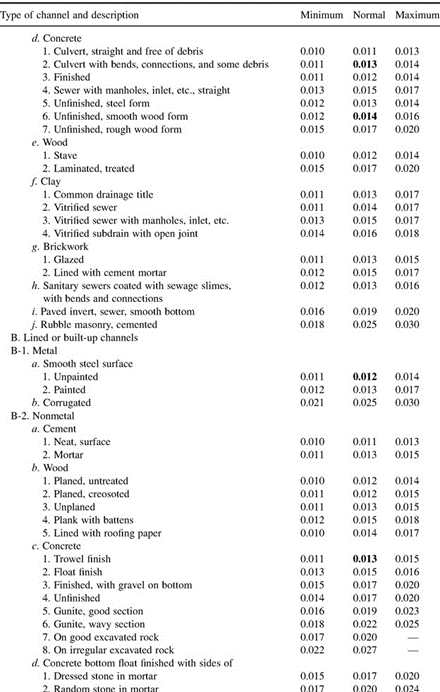 Type of channel and description Minimum Normal Maximum
d. Concrete
1. Culvert, straight and free of debris 0.010 0.011 0.013
2. Culvert with bends, connections, and some debris 0.011 0.013 0.014
3. Finished 0.011 0.012 0.014
4. Sewer with manholes, inlet, etc., straight 0.013 0.015 0.017
5. Unfinished, steel form 0.012 0.013 0.014
6. Unfinished, smooth wood form 0.012 0.014 0.016
7. Unfinished, rough wood form 0.015 0.017 0.020
e. Wood
1. Stave 0.010 0.012 0.014
2. Laminated, treated 0.015 0.017 0.020
f. Clay
1. Common drainage title 0.011 0.013 0.017
2. Vitrified sewer 0.011 0.014 0.017
3. Vitrified sewer with manholes, inlet, etc. 0.013 0.015 0.017
4. Vitrified subdrain with open joint 0.014 0.016 0.018
g. Brickwork
1. Glazed 0.011 0.013 0.015
2. Lined with cement mortar 0.012 0.015 0.017
h. Sanitary sewers coated with sewage slimes, 0.012 0.013 0.016
with bends and connections
i. Paved invert, sewer, smooth bottom 0.016 0.019 0.020
j. Rubble masonry, cemented 0.018 0.025 0.030
B. Lined or built-up channels
B-1. Metal
a. Smooth steel surface
1. Unpainted 0.011 0.012 0.014
2. Painted 0.012 0.013 0.017
b. Corrugated 0.021 0.025 0.030
B-2. Nonmetal
a. Cement
1. Neat, surface 0.010 0.011 0.013
2. Mortar 0.011 0.013 0.015
b. Wood
1. Planed, untreated 0.010 0.012 0.014
2. Planed, creosoted 0.011 0.012 0.015
3. Unplaned 0.011 0.013 0.015
4. Plank with battens 0.012 0.015 0.018
5. Lined with roofing paper 0.010 0.014 0.017
c. Concrete
1. Trowel finish 0.011 0.013 0.015
2. Float finish 0.013 0.015 0.016
3. Finished, with gravel on bottom 0.015 0.017 0.020
4. Unfinished 0.014 0.017 0.020
5. Gunite, good section 0.016 0.019 0.023
6. Gunite, wavy section 0.018 0.022 0.025
7. On good excavated rock 0.017 0.020 —
8. On irregular excavated rock 0.022 0.027 —
d. Concrete bottom float finished with sides of
1. Dressed stone in mortar 0.015 0.017 0.020
2. Random stone in mortar 0.017 0.020 0.024